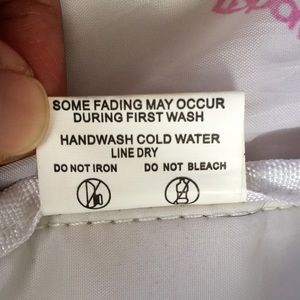 SOME FADING MAY OCCUR
DURING FIRST WASH
HANDWASH COLD WATER
LINE DRY
DO NOT IRON DO NOT BLEACH